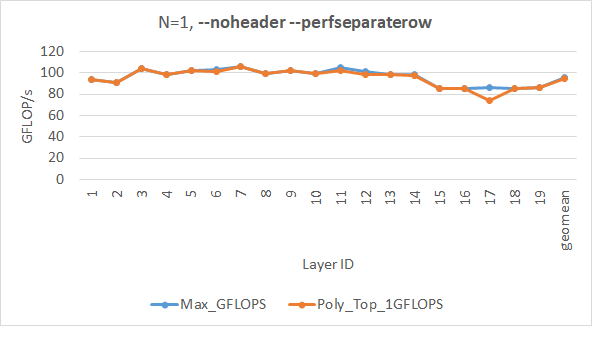 N=1, --noheader --perfseparaterow
120
100
80
60
40
20
0
GFLOP/s
1 2 3 4 5 6 7 8 9 10 11 12 13 14 15 16 17 18 19 geomean
Layer ID
Max_GFLOPS Poly_Top_1GFLOPS